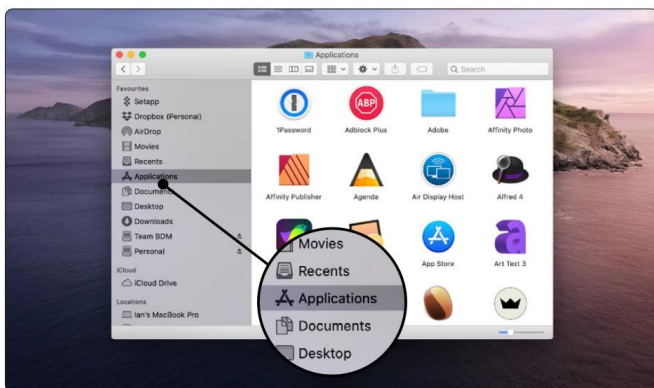 Applications
Search
Favourites
Setapp
Dropbox (Personal)
AirDrop
Movies
Recents
Applications
Documents
Desktop
Downloads
Team BDM
Personal
iCloud
iCloud Drive
Locations
Ian's MacBook Pro
1Password
ABP
Adblock Plus
Adobe
Affinity Photo
Affinity Publisher
Agenda
Air Display Host
Alfred 4
App Store
a
Art Text 3
Movies
Recents
Applications
Documents
Desktop